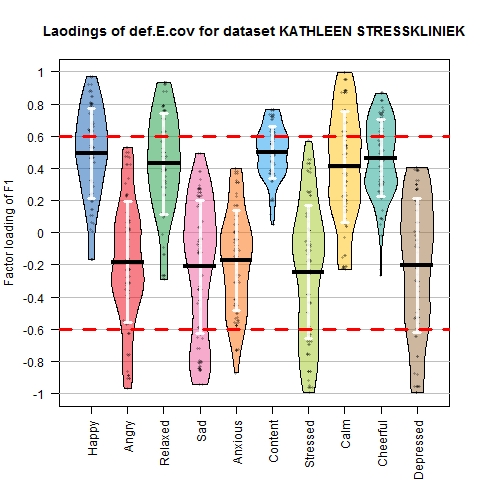 Laodings of def.E.cov for dataset KATHLEEN STRESSKLINIEK
Factor loading of F1
1
0.8
0.6
0.4
0.2
0
-0.2
-0.4
-0.6
-0.8
-1
Happy
Angry
Relaxed
Sad
Anxious
Content
Stressed
Calm
Cheerful
Depressed